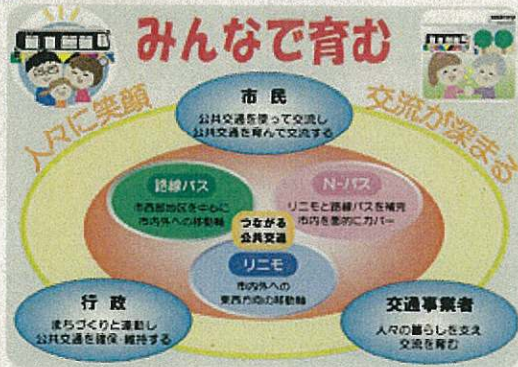 みんなで育む
人々に笑顔
交流が深まる
市民
公共交通を使って交流し
公共交通を育んで交流する
路線バス
市西部地区を中心に
市内外への移動軸
N-バス
リニモと路線バスを補完
市内を面的にカバー
つながる
公共交通
リニモ
市内外への
東西方向の移動軸
行政
まちづくりと連動し
公共交通を確保・維持する
交通事業者
人々の暮らしを支え
交流を育む